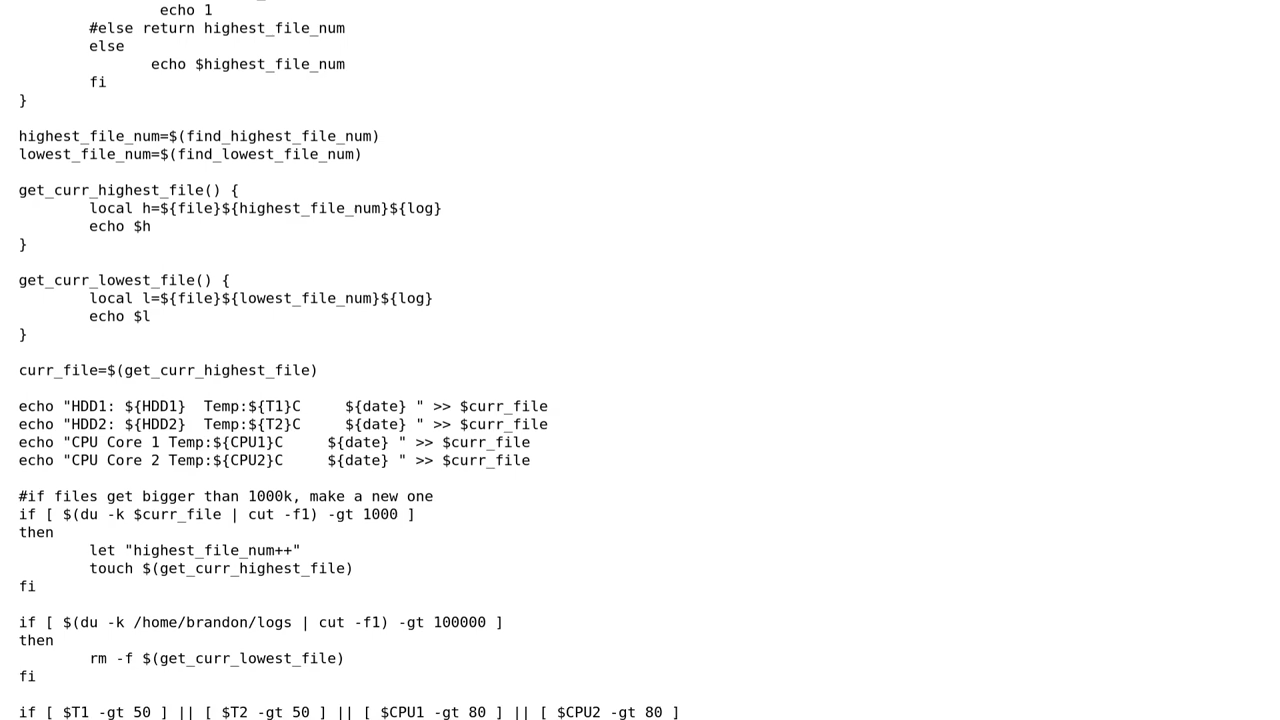 echo 1
#else return highest_file_num
else
echo $highest_file_num
fi
}
highest_file_num=$(find_highest_file_num)
lowest_file_num=$(find_lowest_file_num)
get_curr_highest_file() {
local h=${file}${highest_file_num}${log}
echo $h
}
get_curr_lowest_file() {
local l=${file}${lowest_file_num}${log}
echo $l
}
curr_file=$(get_curr_highest_file)
echo "HDD1: ${HDD1}  Temp:${T1}C     ${date} " >> $curr_file
echo "HDD2: ${HDD2}  Temp:${T2}C     ${date} " >> $curr_file
echo "CPU Core 1 Temp:${CPU1}C     ${date} " >> $curr_file
echo "CPU Core 2 Temp:${CPU2}C     ${date} " >> $curr_file
#if files get bigger than 1000k, make a new one
if [ $(du -k $curr_file | cut -f1) -gt 1000 ]
then
let "highest_file_num++"
touch $(get_curr_highest_file)
fi
if [ $(du -k /home/brandon/logs | cut -f1) -gt 100000 ]
then
rm -f $(get_curr_lowest_file)
fi
if [ $T1 -gt 50 ] || [ $T2 -gt 50 ] || [ $CPU1 -gt 80 ] || [ $CPU2 -gt 80 ]